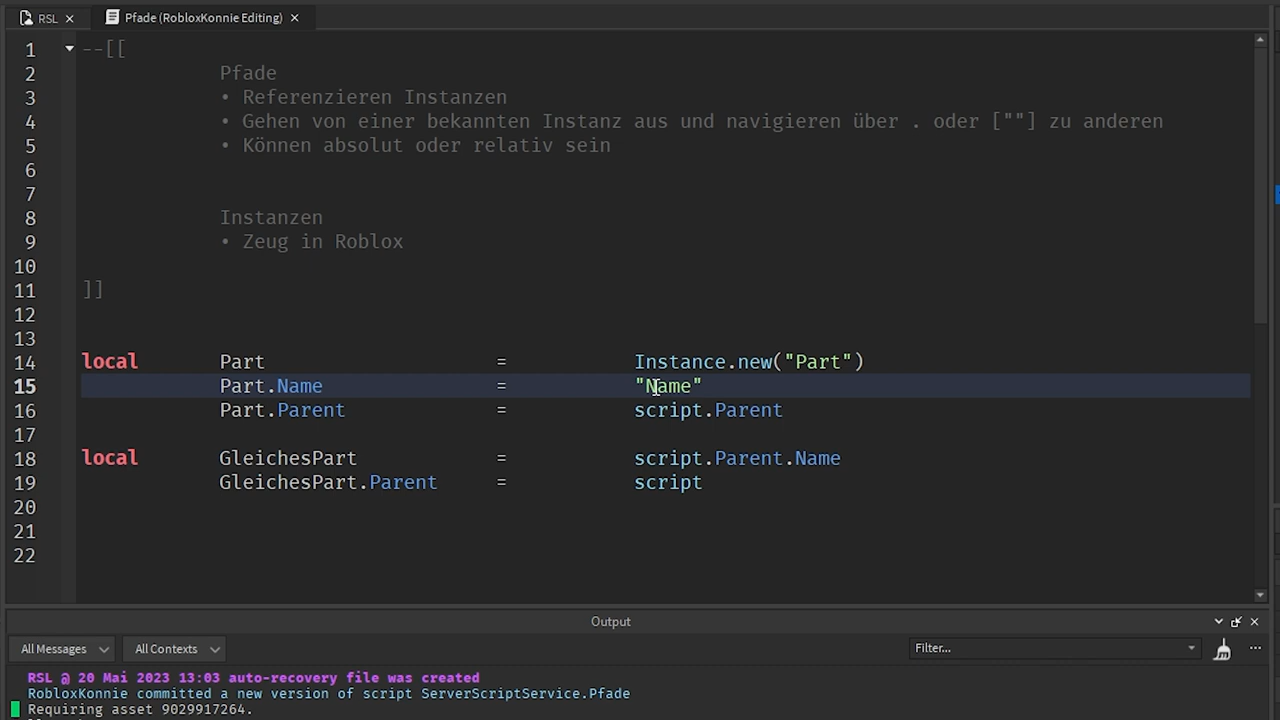 RSL × Pfade (RobloxKonnie Editing) ×
1 --[[
2 Pfade
3 • Referenzieren Instanzen
4 • Gehen von einer bekannten Instanz aus und navigieren über . oder [""] zu anderen
5 • Können absolut oder relativ sein
6
7
8 Instanzen
9 • Zeug in Roblox
10
11 ]]
12
13
14 local Part = Instance.new("Part")
15 Part.Name = "Name"
16 Part.Parent = script.Parent
17
18 local GleichesPart = script.Parent.Name
19 GleichesPart.Parent = script
20
21
22
Output
All Messages All Contexts Filter... ...
RSL @ 20 Mai 2023 13:03 auto-recovery file was created
RobloxKonnie committed a new version of script ServerScriptService.Pfade
Requiring asset 9029917264.